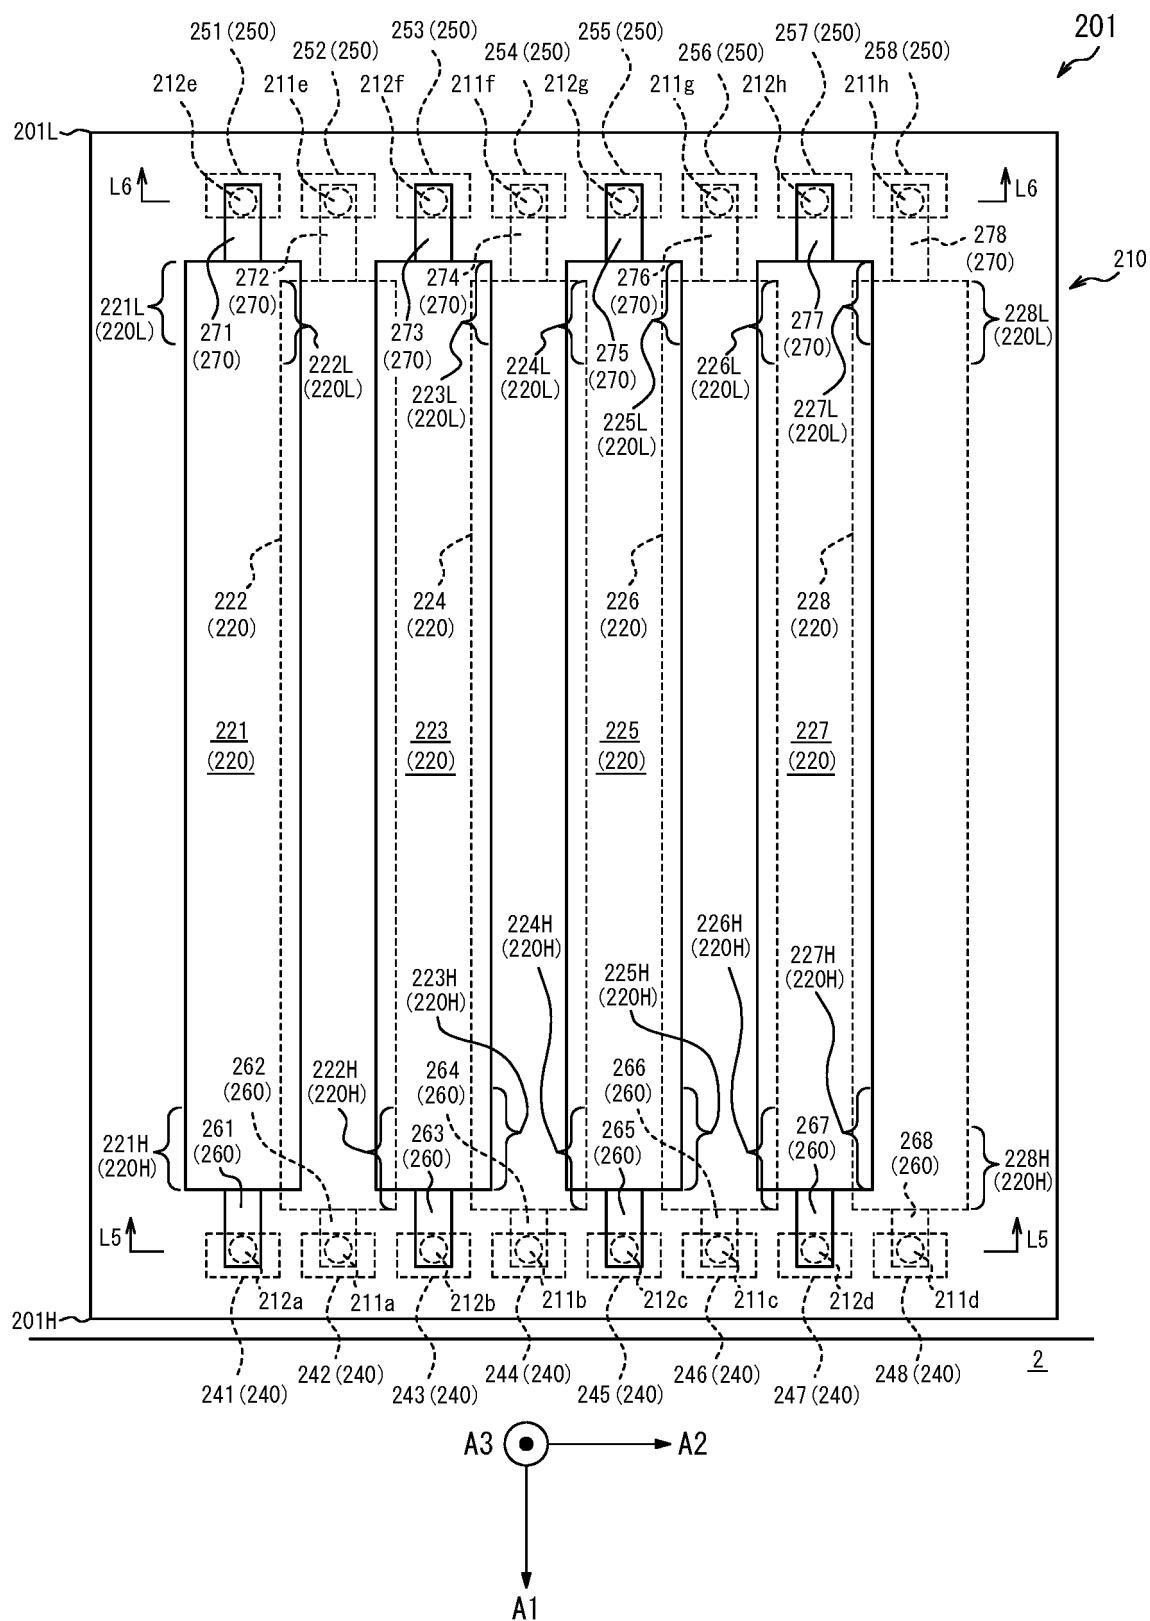 251(250) 253(250) 255(250) 257(250) 201
252(250) 254(250) 256(250) 258(250)
212e 211e 212f 211f 212g 211g 212h 211h
201L
L6 L6
278
(270)
272 274 276 210
(270) (270) (270)
221L 228L
(220L) (220L)
271 273 275 277
(270) (270) (270) (270)
222L 224L 226L
(220L) (220L) (220L)
223L 227L
(220L) (220L)
225L
(220L)
222 224 226 228
(220) (220) (220) (220)
221 223 225 227
(220) (220) (220) (220)
224H 226H
(220H) (220H)
223H 225H 227H
(220H) (220H) (220H)
262 222H 264 266
(260) (220H) (260) (260)
221H 261 263 265 267 268 228H
(220H) (260) (260) (260) (260) (260) (220H)
L5 L5
212a 211a 212b 211b 212c 211c 212d 211d
201H
2
241(240) 242(240) 243(240) 244(240) 245(240) 246(240) 247(240) 248(240)
A3 A2
A1